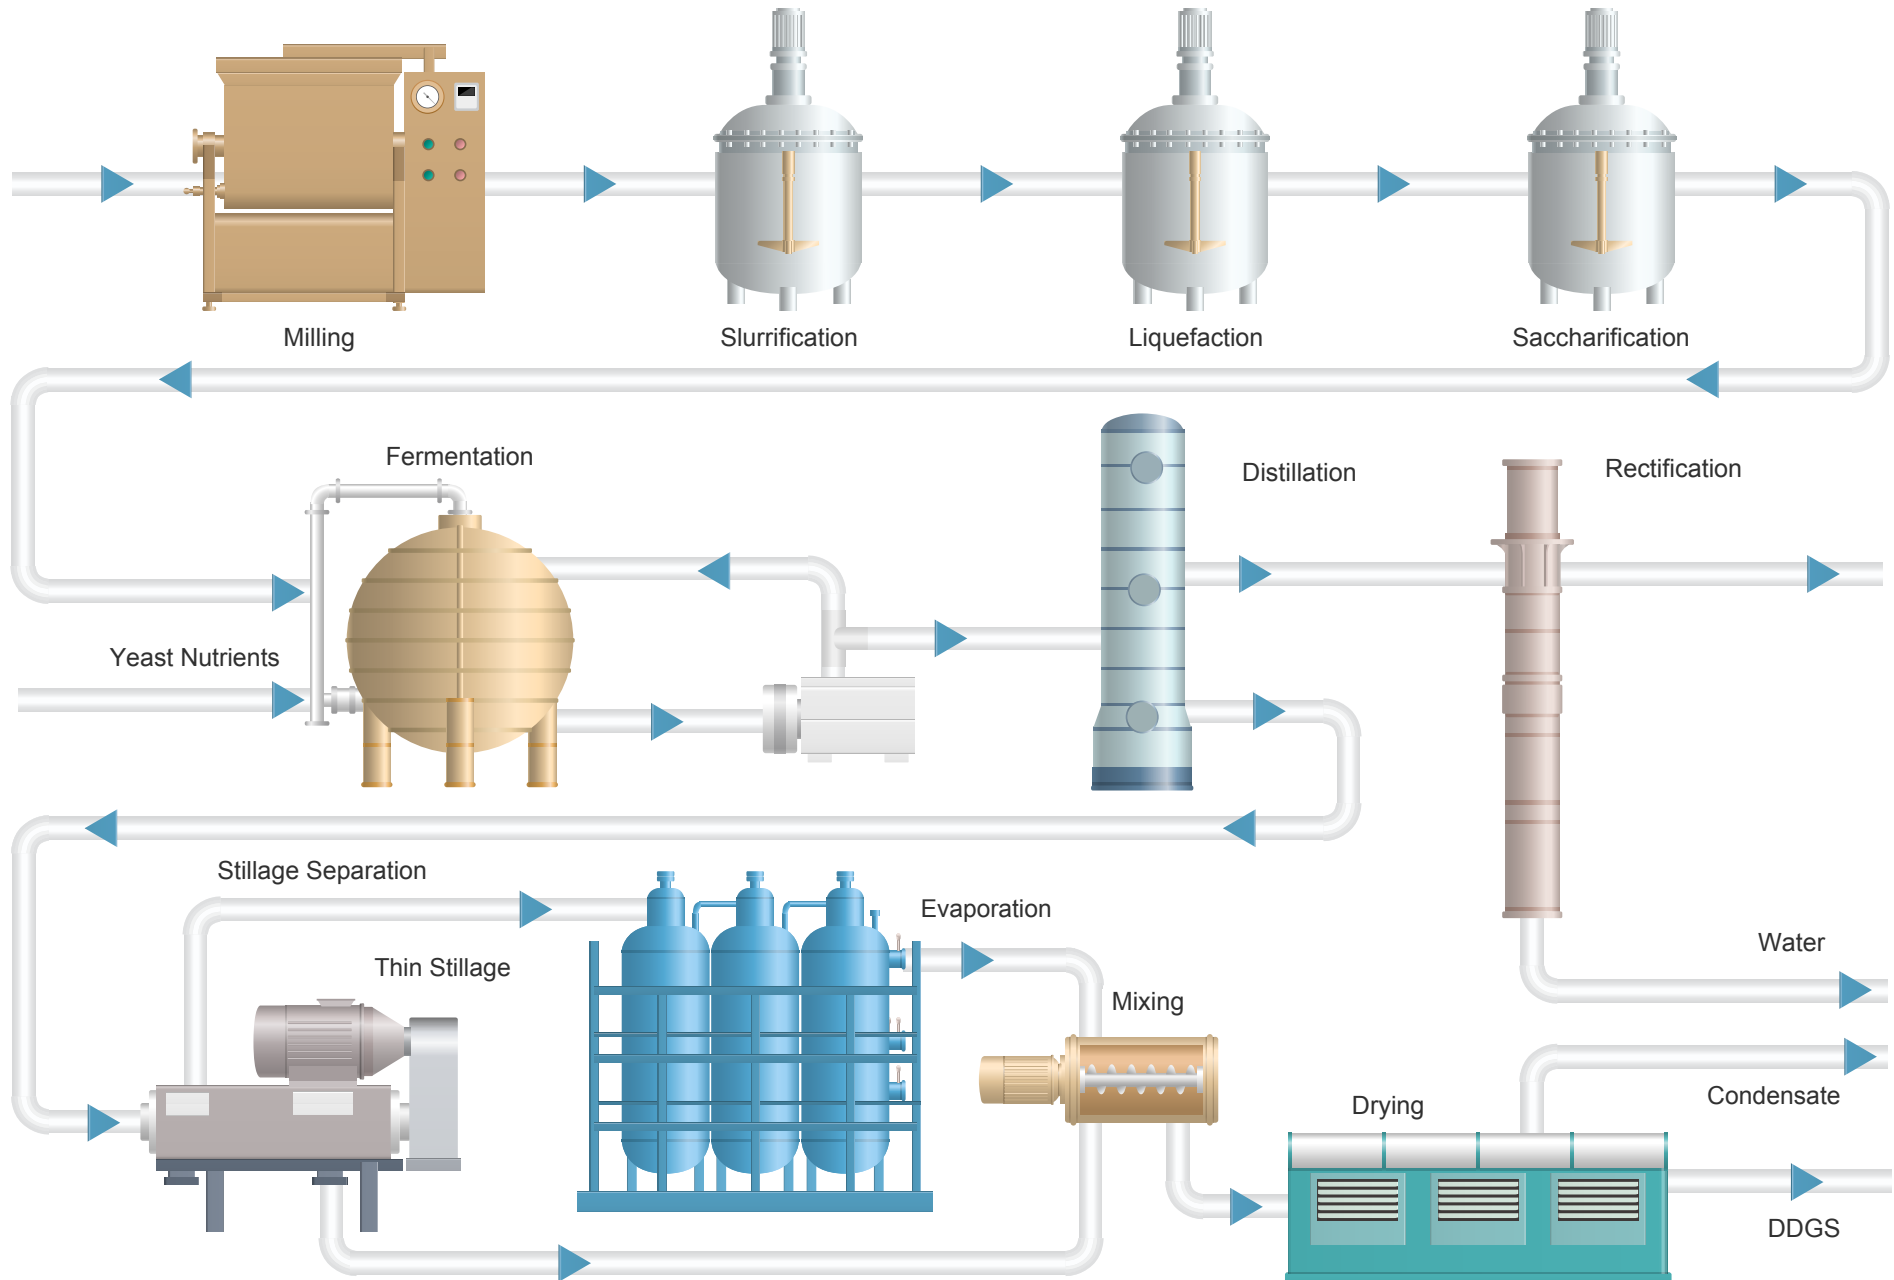 Milling
Slurrification
Liquefaction
Saccharification
Fermentation
Distillation
Rectification
Yeast Nutrients
Stillage Separation
Evaporation
Thin Stillage
Water
Mixing
Condensate
Drying
DDGS